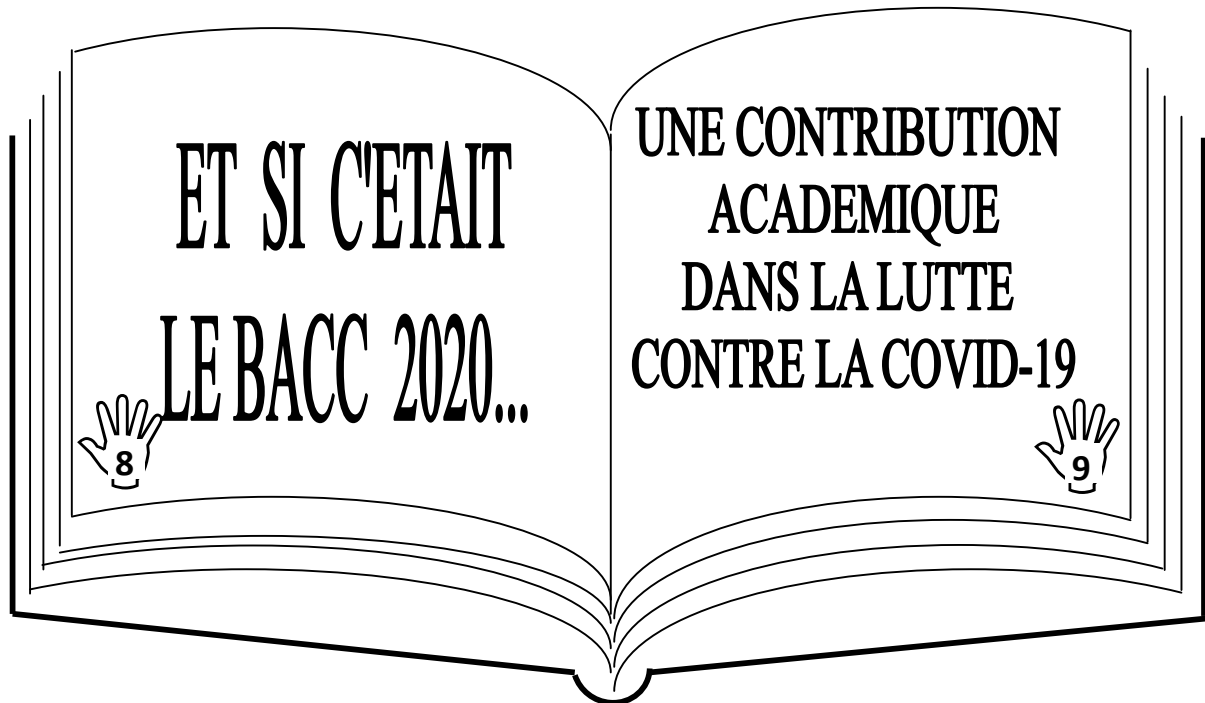 ET SI C'ETAIT
LE BACC 2020...
8
UNE CONTRIBUTION
ACADEMIQUE
DANS LA LUTTE
CONTRE LA COVID-19
9